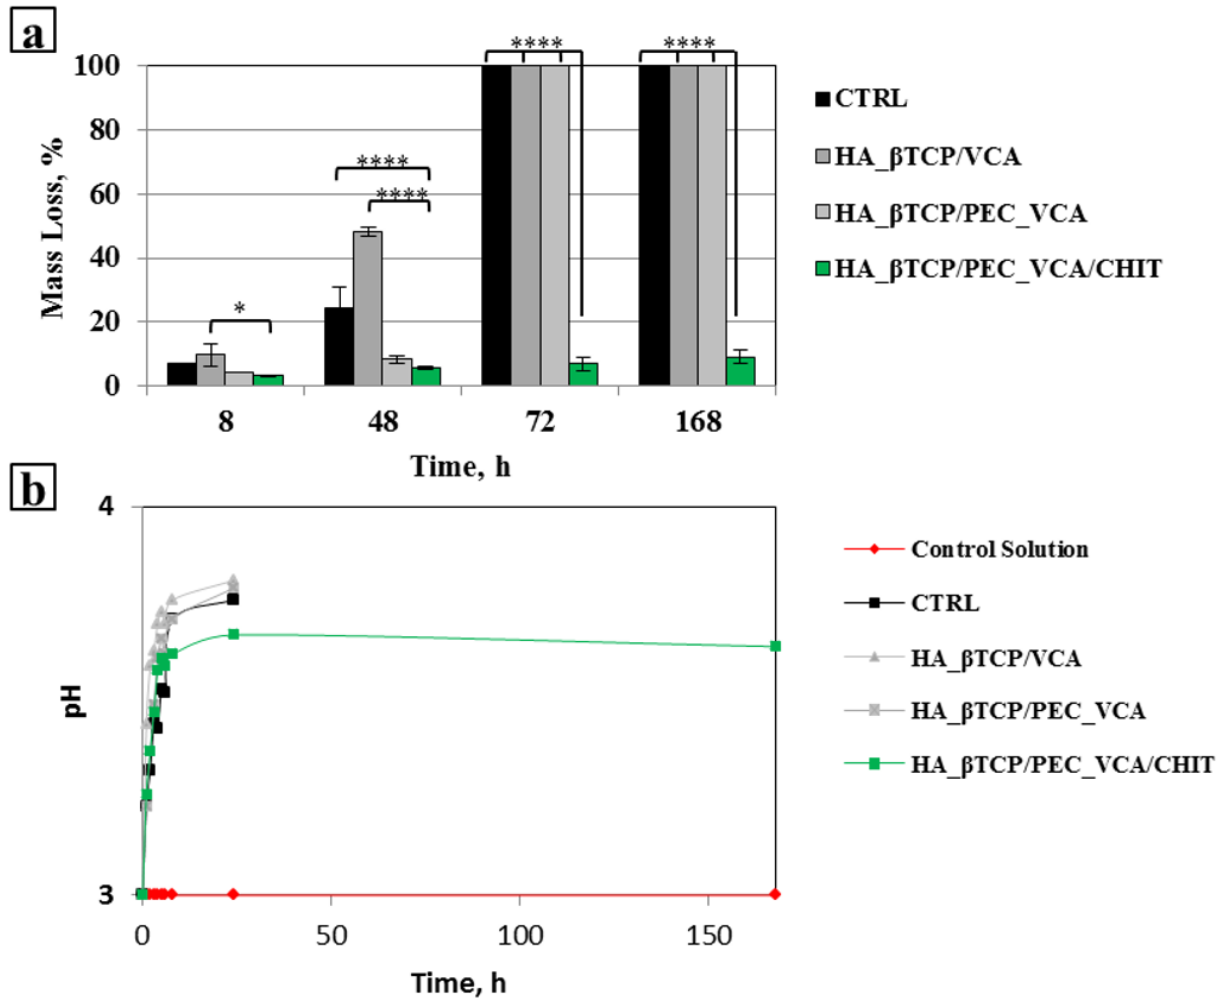 a
****
****
100
80
60
40
20
0
Mass Loss, %
****
****
*
8
48
72
168
Time, h
CTRL
HA_βTCP/VCA
HA_βTCP/PEC_VCA
HA_βTCP/PEC_VCA/CHIT
b
4
3
pH
0
50
100
150
Time, h
Control Solution
CTRL
HA_βTCP/VCA
HA_βTCP/PEC_VCA
HA_βTCP/PEC_VCA/CHIT